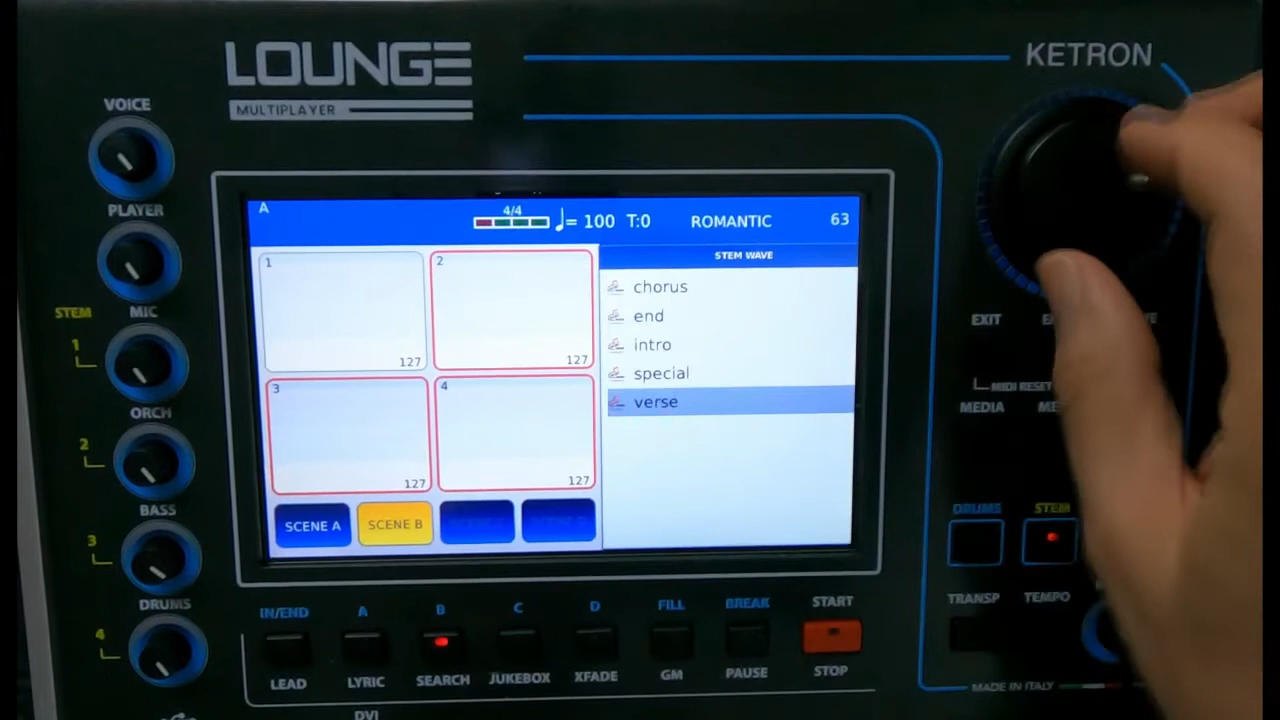 LOUNGE
KETRON
MULTIPLAYER
VOICE
PLAYER
STEM
MIC
1
ORCH
2
BASS
3
DRUMS
4
A
4/4
= 100 T:0 ROMANTIC 63
STEM WAVE
1
127
2
127
3
127
4
127
chorus
end
intro
special
verse
SCENE A
SCENE B
EXIT
MIDI RESET
MEDIA
DRUMS
STEM
TRANSP
TEMPO
IN/END A B C D FILL BREAK START
LEAD LYRIC SEARCH JUKEBOX XFADE GM PAUSE STOP
MADE IN ITALY